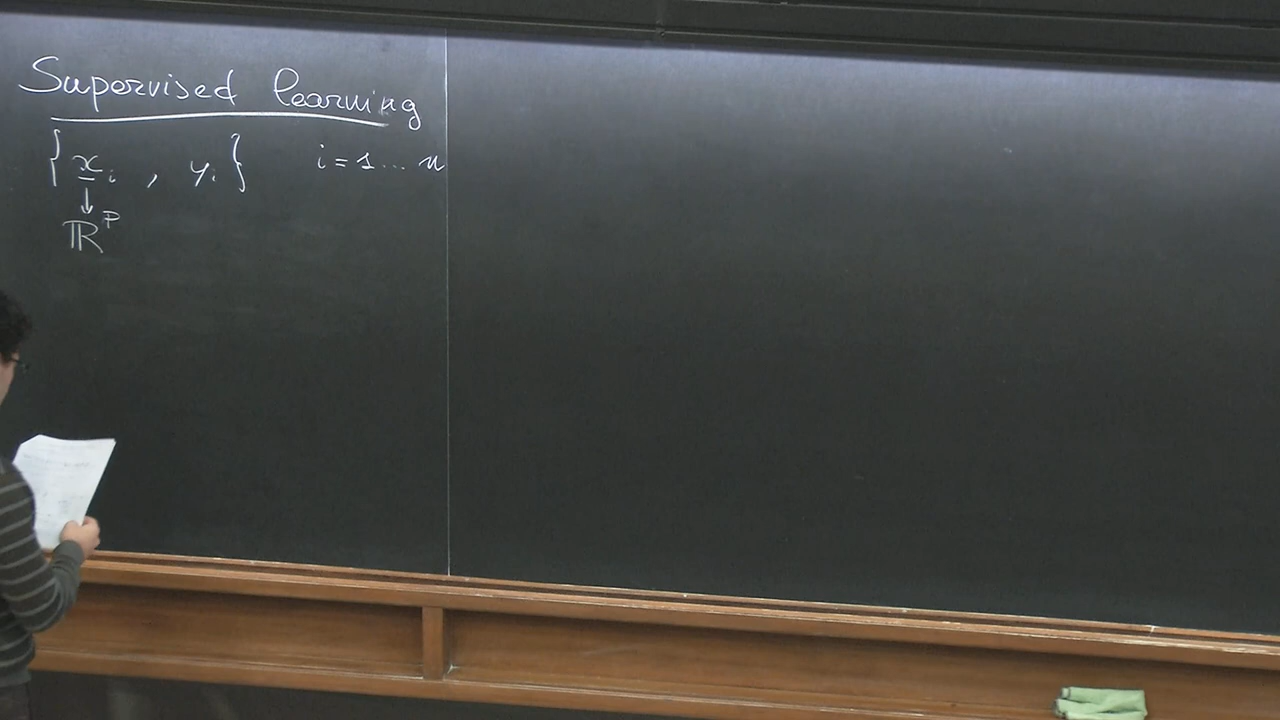 Supervised learning
{x_i , y_i} i = 1 ... n
↓
ℝ^p